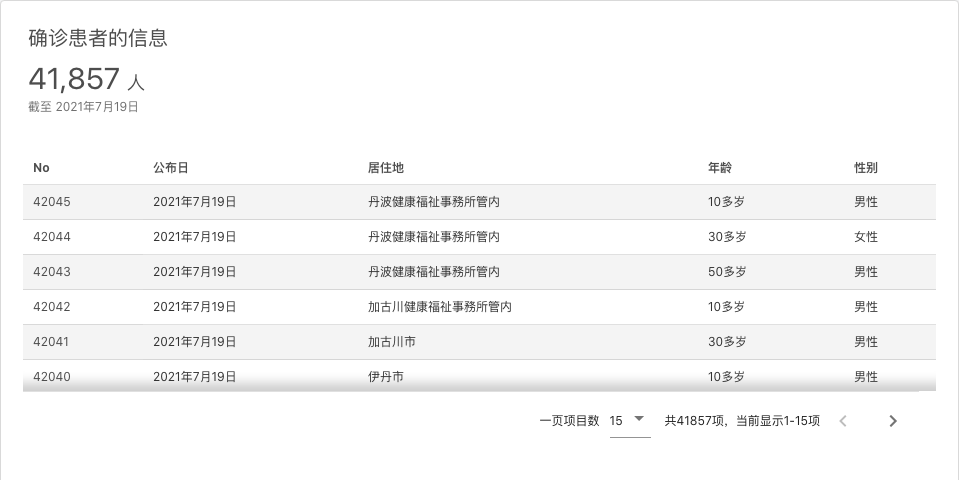 确诊患者的信息
41,857 人
截至 2021年7月19日
No 公布日 居住地 年龄 性别
42045 2021年7月19日 丹波健康福祉事務所管内 10多岁 男性
42044 2021年7月19日 丹波健康福祉事務所管内 30多岁 女性
42043 2021年7月19日 丹波健康福祉事務所管内 50多岁 男性
42042 2021年7月19日 加古川健康福祉事務所管内 10多岁 男性
42041 2021年7月19日 加古川市 30多岁 男性
42040 2021年7月19日 伊丹市 10多岁 男性
一页项目数 15 共41857项，当前显示1-15项